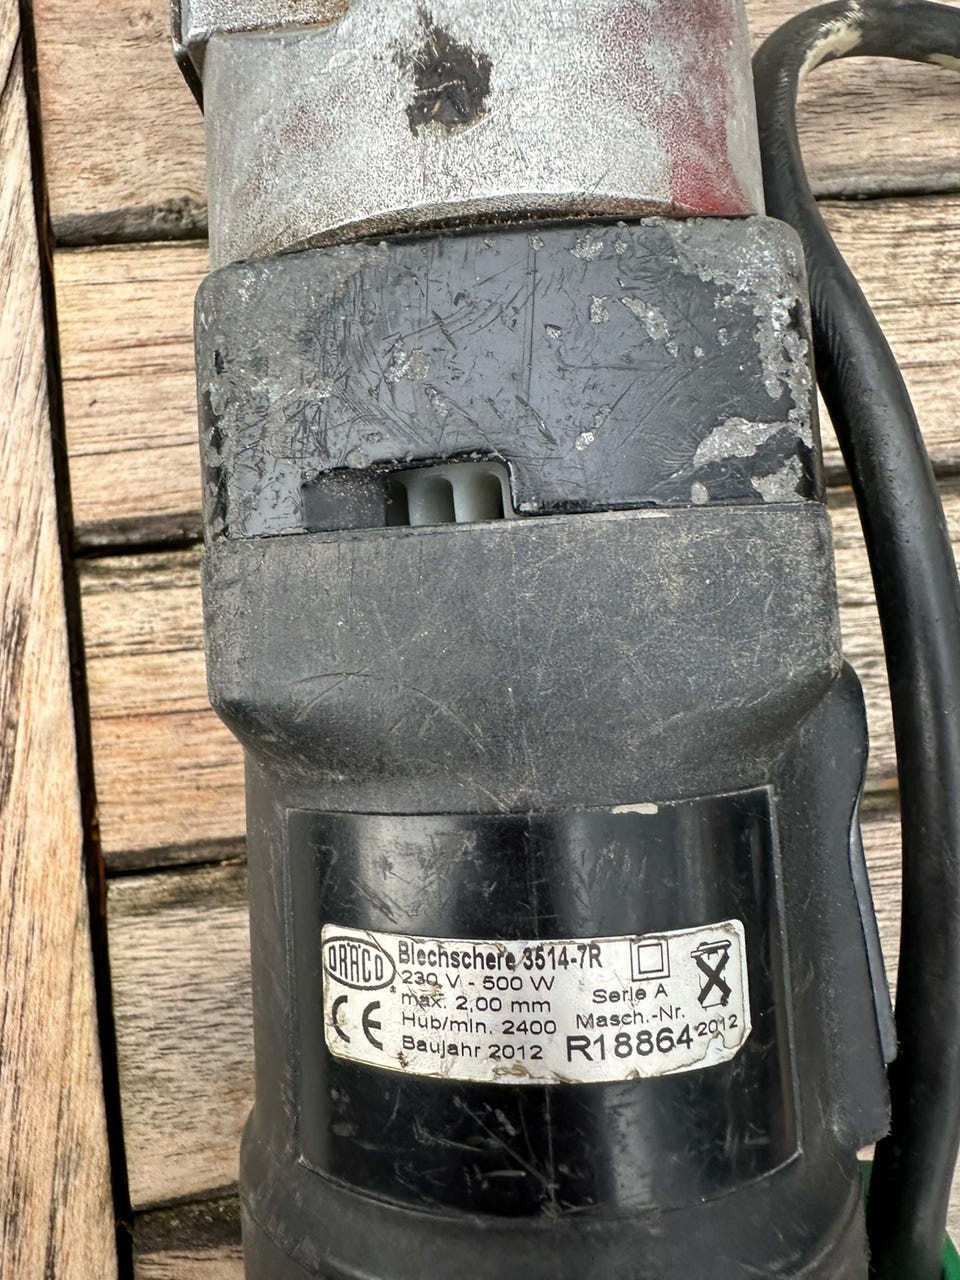 DRÄCO
Blechschere 3514-7R
230 V - 500 W
max. 2,00 mm
Hub/min. 2400
Baujahr 2012
CE
Serie A
Masch.-Nr.
R18864 2012